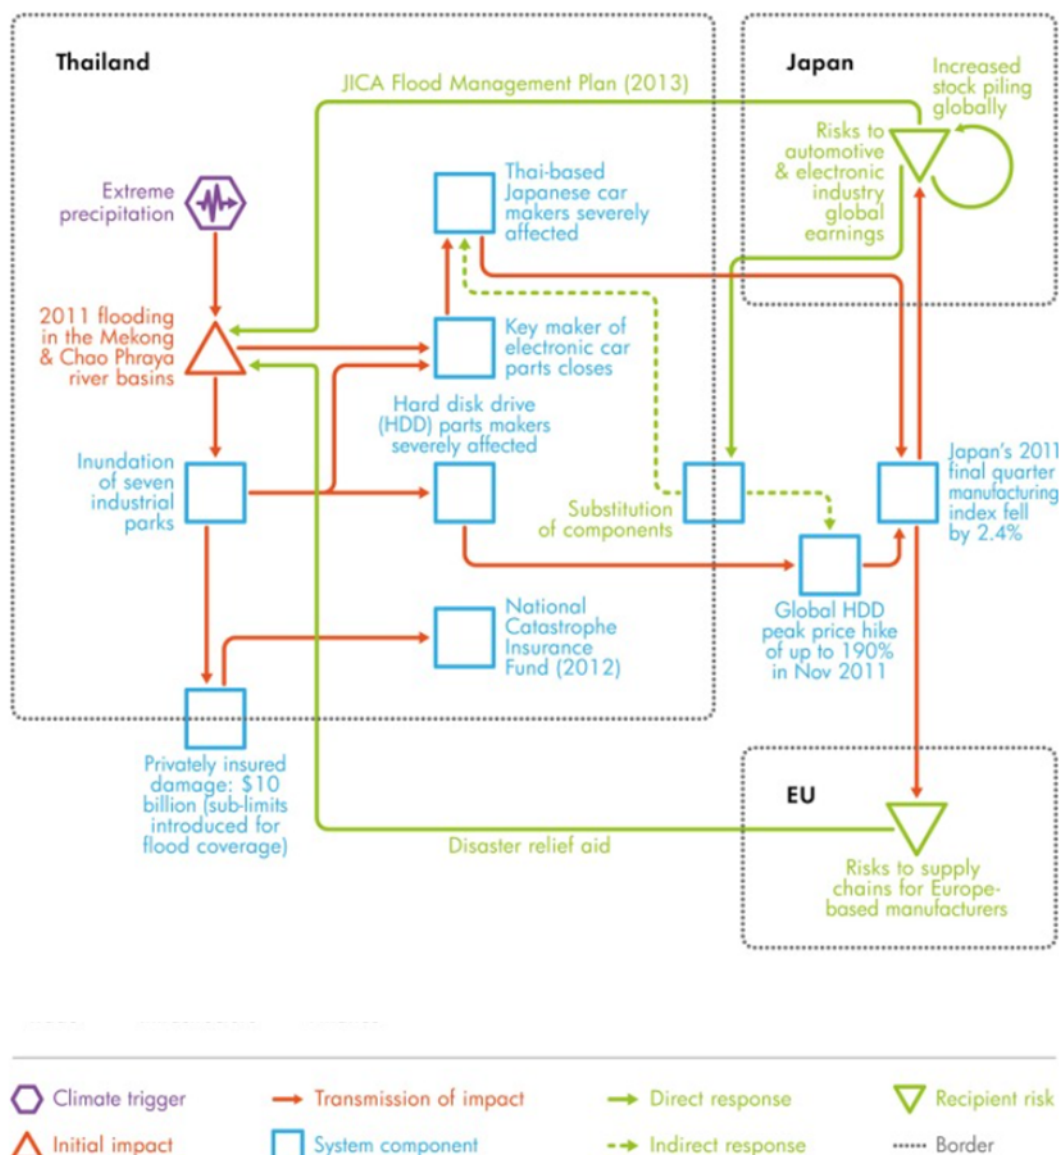 Thailand
Japan
JICA Flood Management Plan (2013)
Increased
stock piling
globally
Risks to
automotive
& electronic
industry
global
earnings
Extreme
precipitation
Thai-based
Japanese car
makers severely
affected
2011 flooding
in the Mekong
& Chao Phraya
river basins
Key maker of
electronic car
parts closes
Hard disk drive
(HDD) parts makers
severely affected
Inundation
of seven
industrial
parks
Substitution
of components
Japan's 2011
final quarter
manufacturing
index fell
by 2.4%
Global HDD
peak price hike
of up to 190%
in Nov 2011
National
Catastrophe
Insurance
Fund (2012)
Privately insured
damage: $10
billion (sub-limits
introduced for
flood coverage)
EU
Disaster relief aid
Risks to supply
chains for Europe-
based manufacturers
Climate trigger
Transmission of impact
Direct response
Recipient risk
Initial impact
System component
Indirect response
Border